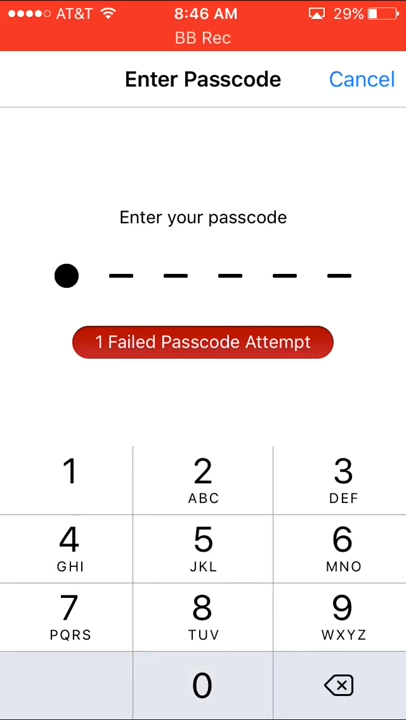 AT&T 8:46 AM 29%
BB Rec
Enter Passcode Cancel
Enter your passcode
1 Failed Passcode Attempt
1 2 3
ABC DEF
4 5 6
GHI JKL MNO
7 8 9
PQRS TUV WXYZ
0